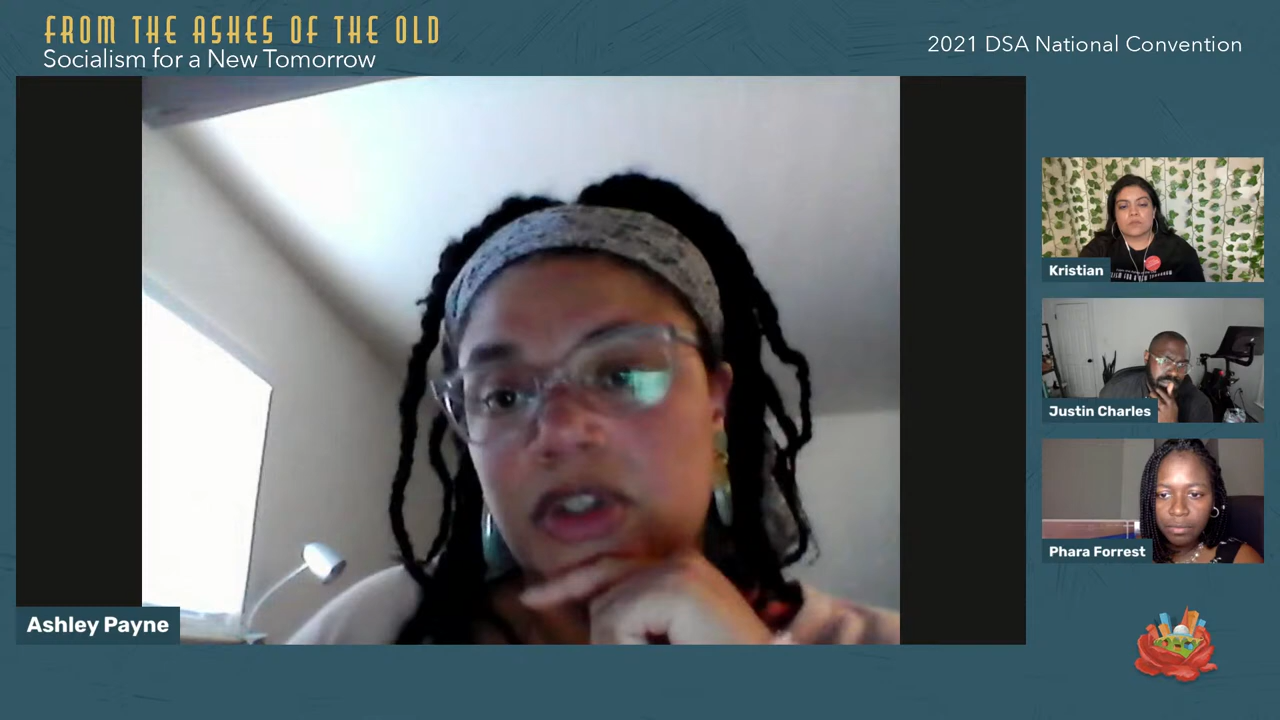 FROM THE ASHES OF THE OLD
Socialism for a New Tomorrow
2021 DSA National Convention
Kristian
Justin Charles
Phara Forrest
Ashley Payne